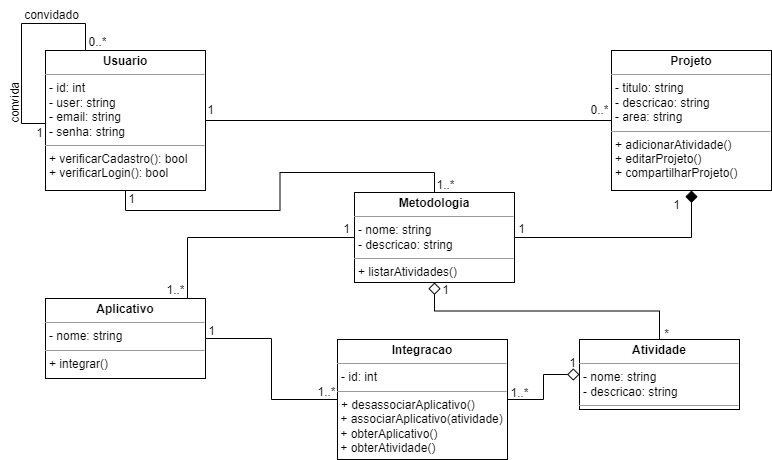 convidado
0..*
convida
1
Usuario
- id: int
- user: string
- email: string
- senha: string
+ verificarCadastro(): bool
+ verificarLogin(): bool
1
0..*
Projeto
- titulo: string
- descricao: string
- area: string
+ adicionarAtividade()
+ editarProjeto()
+ compartilharProjeto()
1
1..*
1
Metodologia
- nome: string
- descricao: string
+ listarAtividades()
1
1
1
1..*
Aplicativo
- nome: string
+ integrar()
1
1..*
Integracao
- id: int
+ desassociarAplicativo()
+ associarAplicativo(atividade)
+ obterAplicativo()
+ obterAtividade()
1..*
1
*
Atividade
- nome: string
- descricao: string